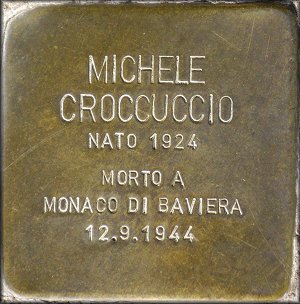 MICHELE
CROCCUCCIO
NATO 1924
MORTO A
MONACO DI BAVIERA
12.9.1944